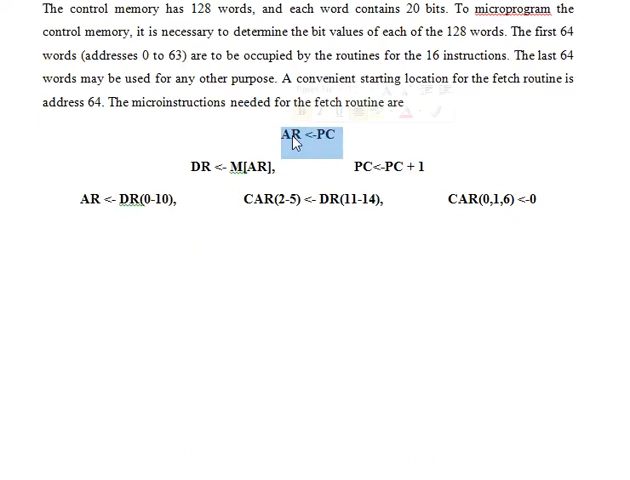 The control memory has 128 words, and each word contains 20 bits. To microprogram the
control memory, it is necessary to determine the bit values of each of the 128 words. The first 64
words (addresses 0 to 63) are to be occupied by the routines for the 16 instructions. The last 64
words may be used for any other purpose. A convenient starting location for the fetch routine is
address 64. The microinstructions needed for the fetch routine are
AR <-PC
DR <- M[AR], PC<-PC + 1
AR <- DR(0-10), CAR(2-5) <- DR(11-14), CAR(0,1,6) <-0